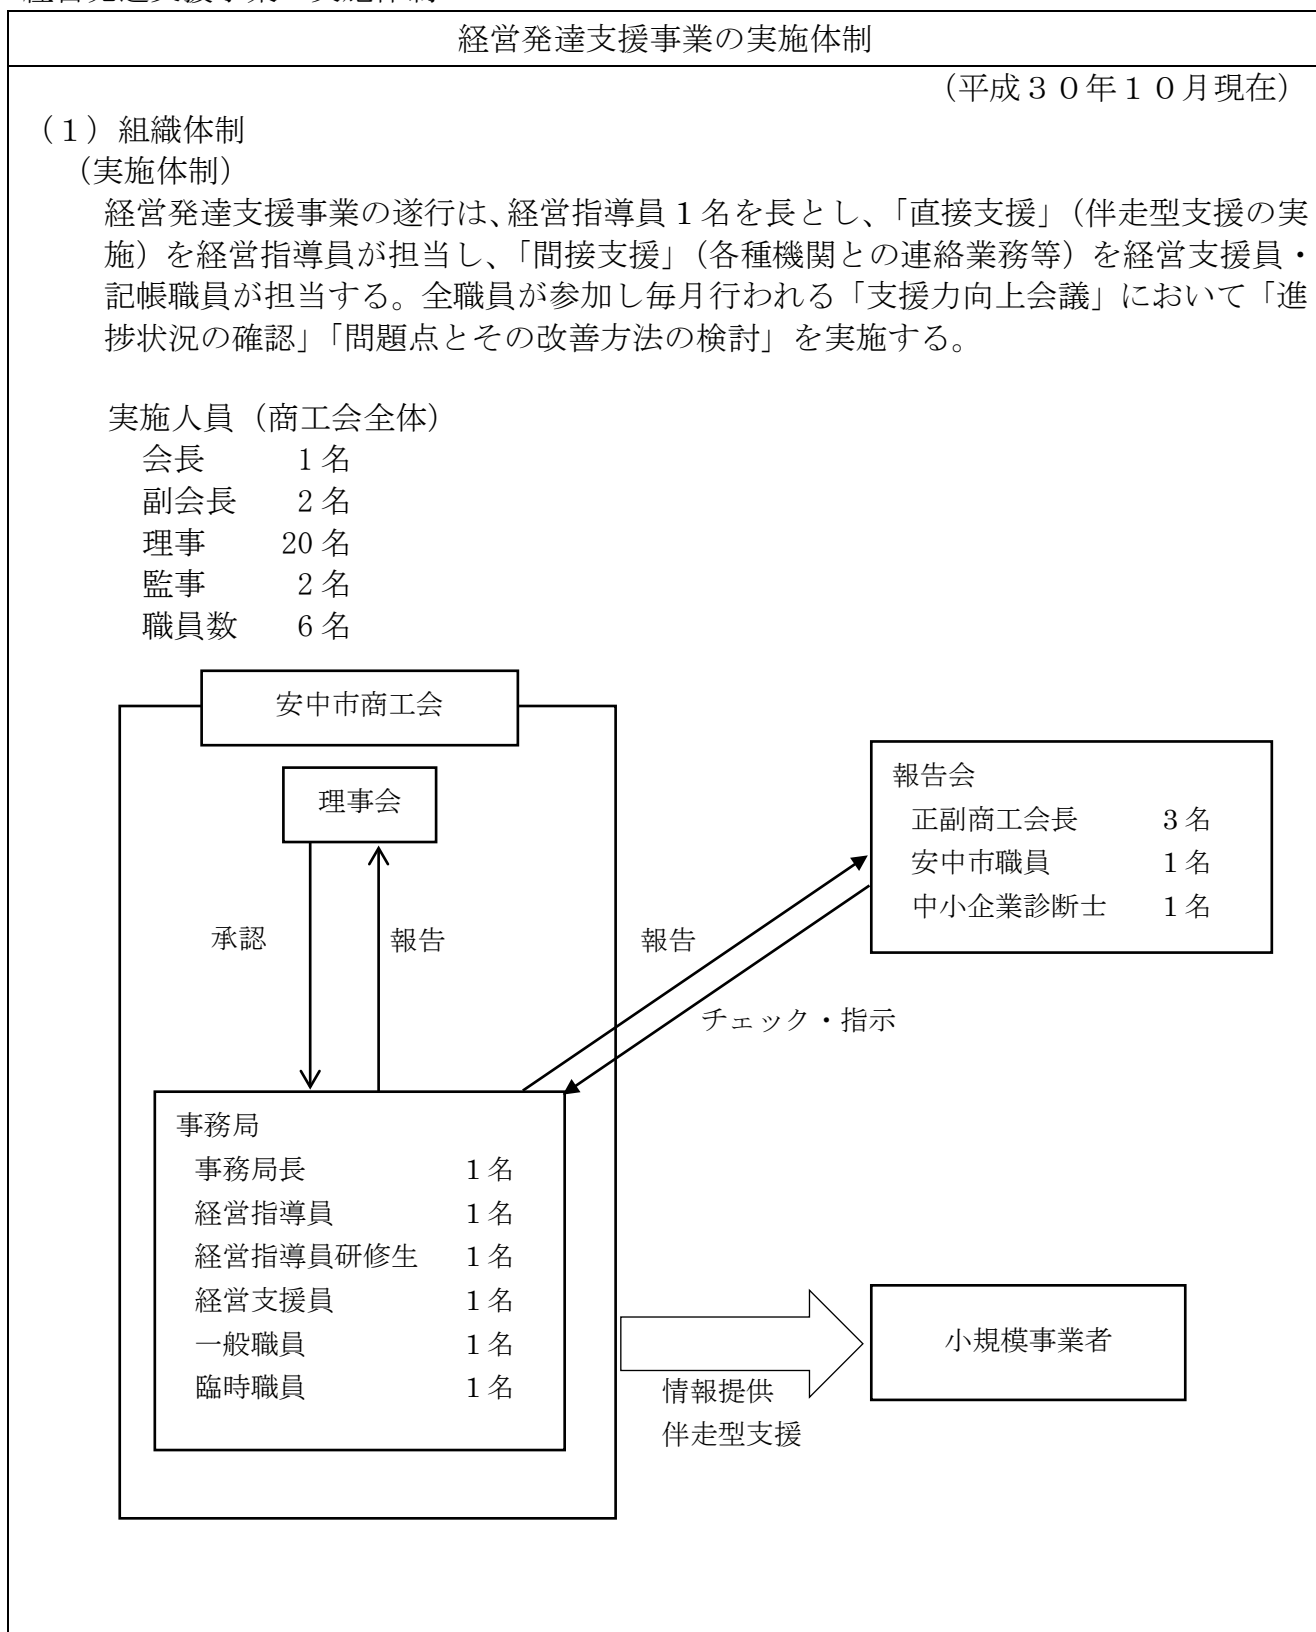 経営発達支援事業の実施体制
(平成３０年１０月現在)
(１) 組織体制
(実施体制)
経営発達支援事業の遂行は、経営指導員１名を長とし、「直接支援」(伴走型支援の実
施)を経営指導員が担当し、「間接支援」(各種機関との連絡業務等)を経営支援員・
記帳職員が担当する。全職員が参加し毎月行われる「支援力向上会議」において「進
捗状況の確認」「問題点とその改善方法の検討」を実施する。
実施人員（商工会全体）
会長 1名
副会長 2名
理事 20名
監事 2名
職員数 6名
安中市商工会
理事会
承認
報告
報告
チェック・指示
報告会
正副商工会長 ３名
安中市職員 １名
中小企業診断士 １名
事務局
事務局長 １名
経営指導員 １名
経営指導員研修生 １名
経営支援員 １名
一般職員 １名
臨時職員 １名
情報提供
伴走型支援
小規模事業者